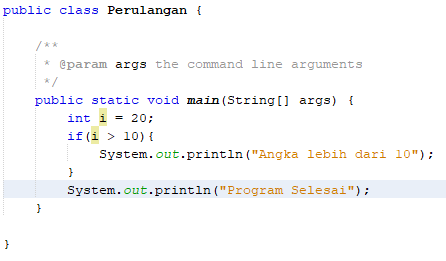 public class Perulangan {
/**
* @param args the command line arguments
*/
public static void main(String[] args) {
int i = 20;
if(i > 10){
System.out.println("Angka lebih dari 10");
}
System.out.println("Program Selesai");
}
}